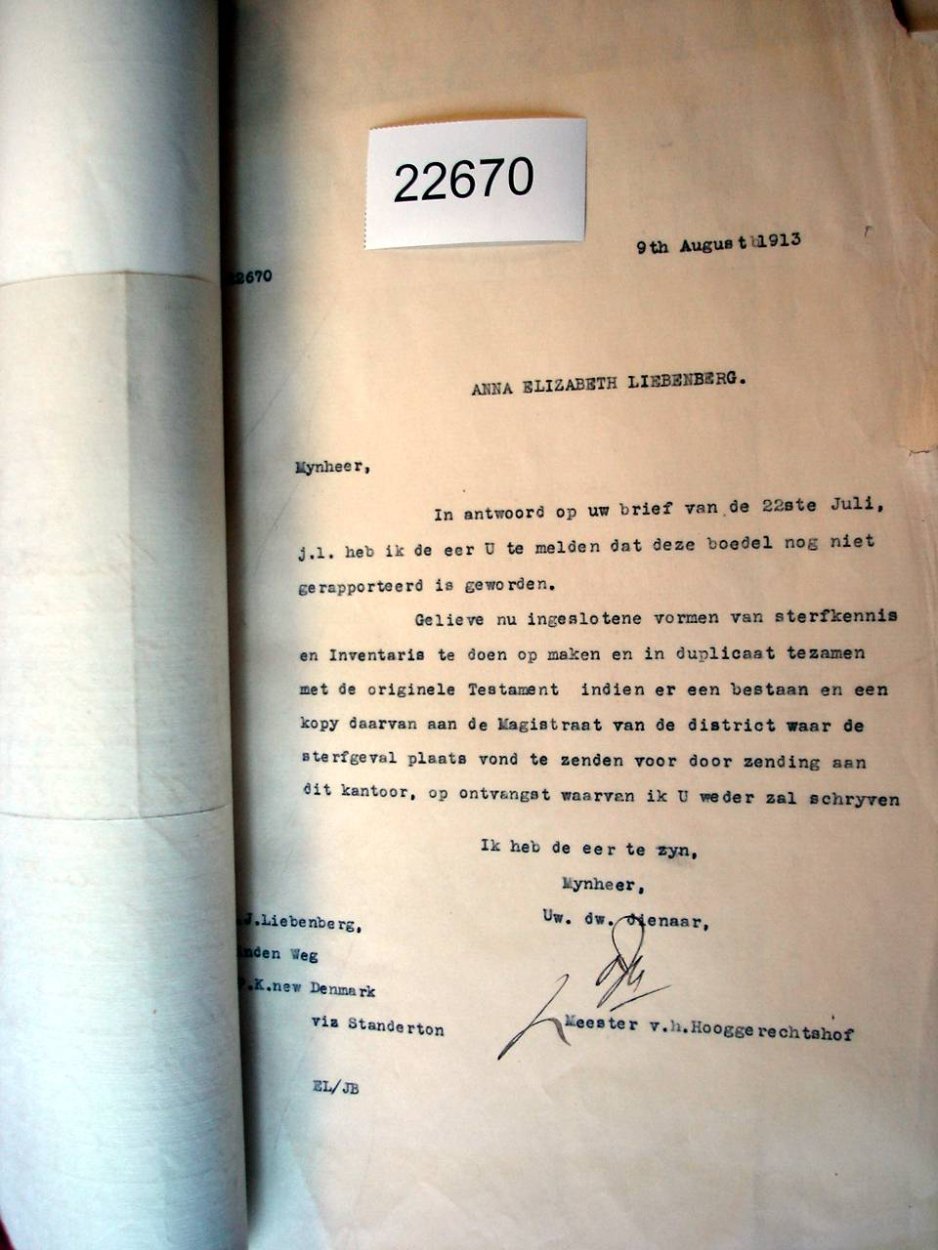 22670
9th August 1913
22670
ANNA ELIZABETH LIEBENBERG.
Mynheer,
In antwoord op uw brief van de 22ste Juli,
j.l. heb ik de eer U te melden dat deze boedel nog niet
gerapporteerd is geworden.
Gelieve nu ingeslotene vormen van sterfkennis
en Inventaris te doen op maken en in duplicaat tezamen
met de originele Testament indien er een bestaan en een
kopy daarvan aan de Magistraat van de district waar de
sterfgeval plaats vond te zenden voor door zending aan
dit kantoor, op ontvangst waarvan ik U weder zal schryven
Ik heb de eer te zyn,
Mynheer,
Uw. dw. dienaar,
J.Liebenberg,
Weg
P.K.new Denmark
via Standerton
Meester v.h.Hooggerechtshof
EL/JB